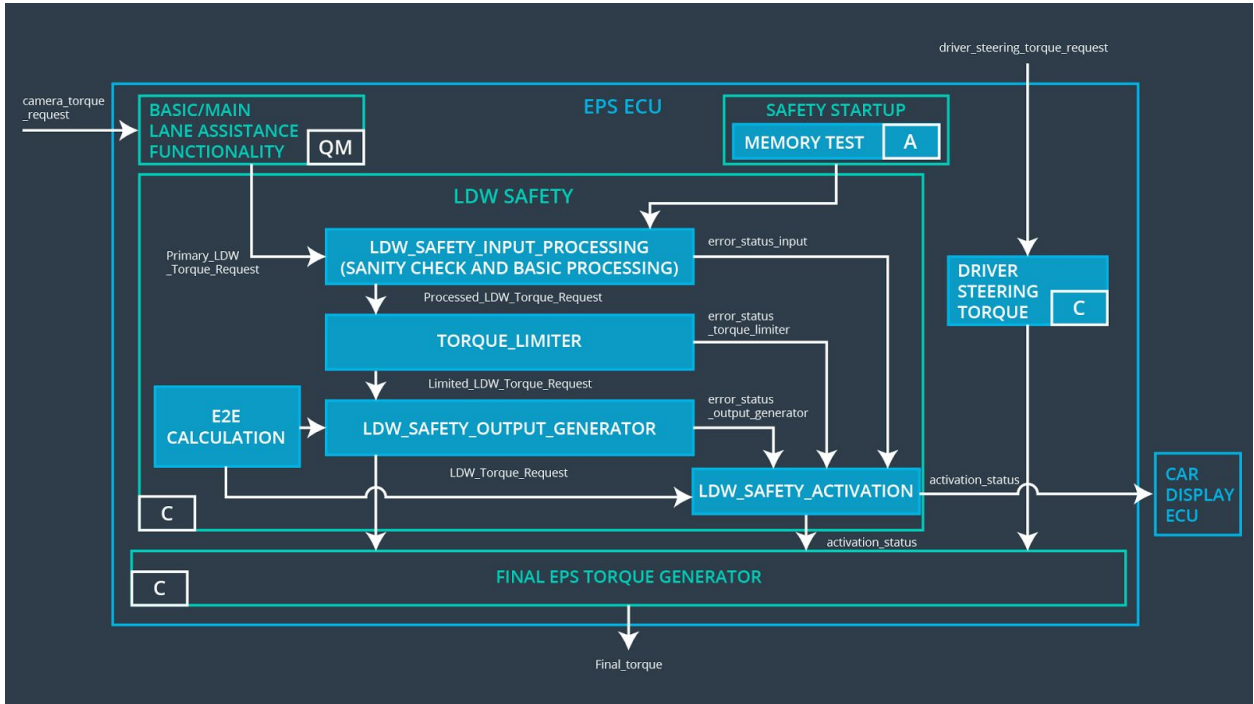 driver_steering_torque_request
camera_torque
_request
BASIC/MAIN
LANE ASSISTANCE
FUNCTIONALITY
QM
EPS ECU
SAFETY STARTUP
MEMORY TEST
A
LDW SAFETY
Primary_LDW
_Torque_Request
LDW_SAFETY_INPUT_PROCESSING
(SANITY CHECK AND BASIC PROCESSING)
error_status_input
DRIVER
STEERING
TORQUE
C
Processed_LDW_Torque_Request
TORQUE_LIMITER
error_status
_torque_limiter
Limited_LDW_Torque_Request
E2E
CALCULATION
LDW_SAFETY_OUTPUT_GENERATOR
error_status
_output_generator
LDW_Torque_Request
LDW_SAFETY_ACTIVATION
activation_status
CAR
DISPLAY
ECU
C
activation_status
FINAL EPS TORQUE GENERATOR
C
Final_torque